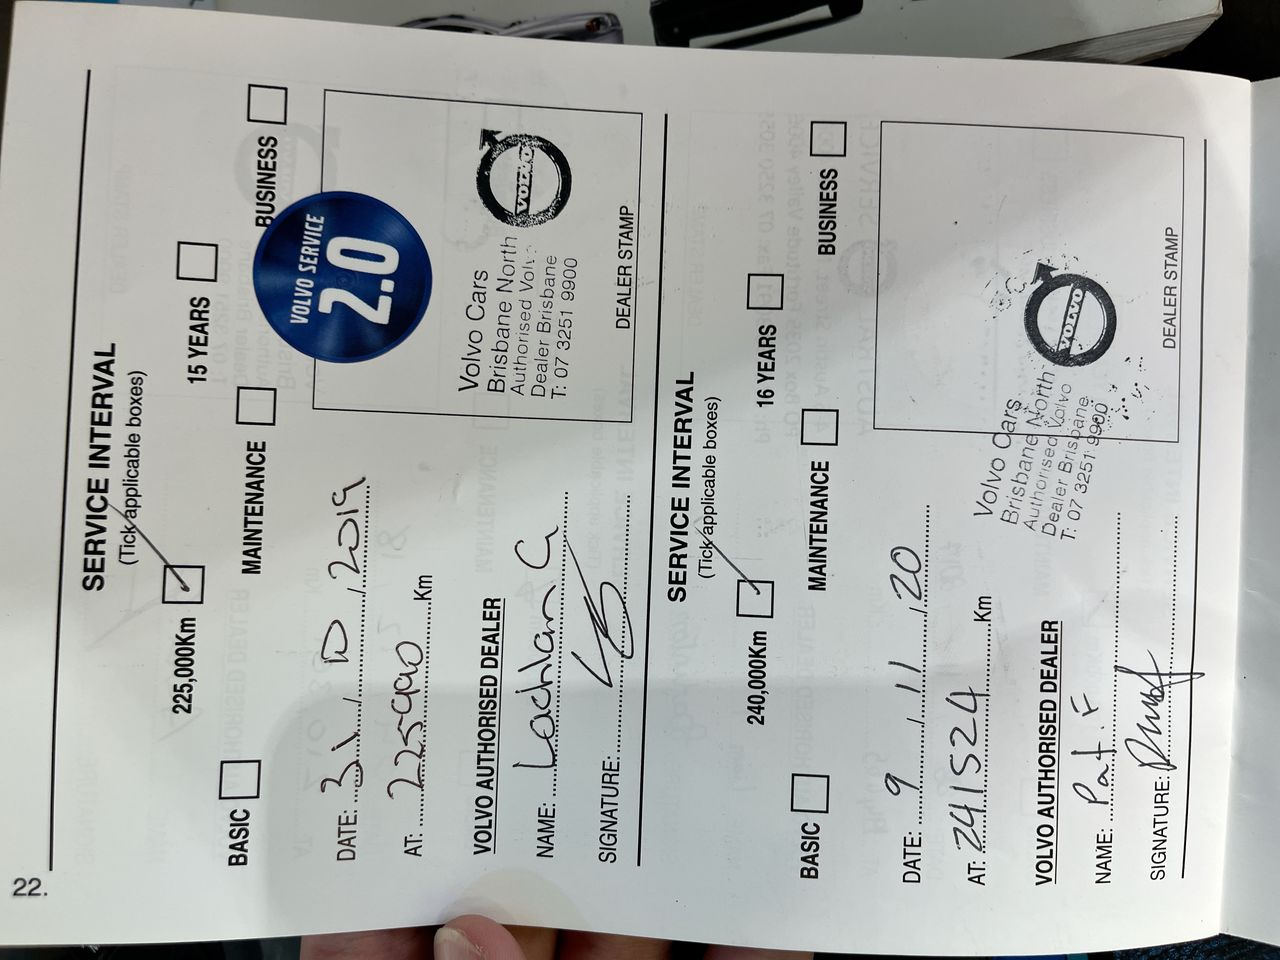 22.
SERVICE INTERVAL
(Tick applicable boxes)
225,000Km
15 YEARS
BASIC
MAINTENANCE
BUSINESS
DATE: 31, 10, 2019
AT: 225990 Km
VOLVO AUTHORISED DEALER
NAME: Lachlan G
SIGNATURE:
VOLVO SERVICE
2.0
Volvo Cars
Brisbane North
Authorised Volv
Dealer Brisbane
T: 07 3251 9900
VOLVO
DEALER STAMP
SERVICE INTERVAL
(Tick applicable boxes)
240,000Km
16 YEARS
BASIC
MAINTENANCE
BUSINESS
DATE: 9, 11, 20
AT: 241524 Km
VOLVO AUTHORISED DEALER
NAME: Pat. F
SIGNATURE:
Volvo Cars
Brisbane North
Authorised Volvo
Dealer Brisbane
T: 07 3251 9900
VOLVO
DEALER STAMP